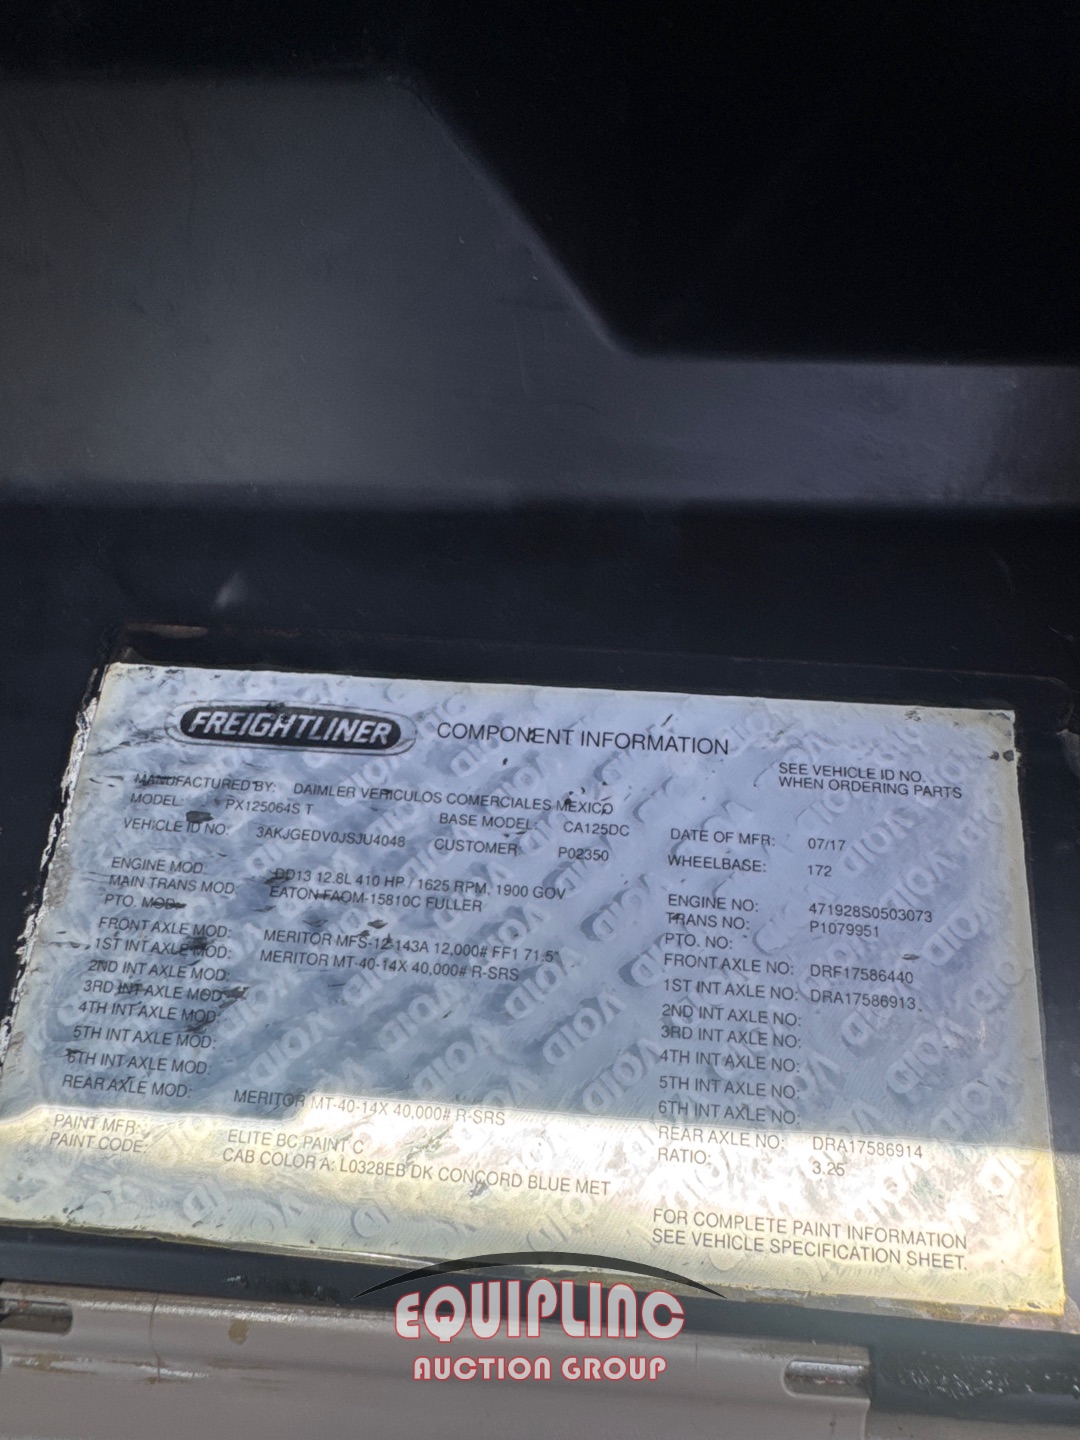 FREIGHTLINER COMPONENT INFORMATION
SEE VEHICLE ID NO.
WHEN ORDERING PARTS
MANUFACTURED BY: DAIMLER VEHICULOS COMERCIALES MEXICO
MODEL: PX125064S T BASE MODEL: CA125DC DATE OF MFR: 07/17
VEHICLE ID NO: 3AKJGEDV0JSJU4048 CUSTOMER: P02350 WHEELBASE: 172
ENGINE MOD: DD13 12.8L 410 HP / 1625 RPM, 1900 GOV ENGINE NO: 471928S0503073
MAIN TRANS MOD: EATON FAOM-15810C FULLER TRANS NO: P1079951
PTO. MOD: PTO. NO:
FRONT AXLE MOD: MERITOR MFS-12-143A 12,000# FF1 71.5" FRONT AXLE NO: DRF17586440
1ST INT AXLE MOD: MERITOR MT-40-14X 40,000# R-SRS 1ST INT AXLE NO: DRA17586913
2ND INT AXLE MOD: 2ND INT AXLE NO:
3RD INT AXLE MOD: 3RD INT AXLE NO:
4TH INT AXLE MOD: 4TH INT AXLE NO:
5TH INT AXLE MOD: 5TH INT AXLE NO:
6TH INT AXLE MOD: 6TH INT AXLE NO:
REAR AXLE MOD: MERITOR MT-40-14X 40,000# R-SRS REAR AXLE NO: DRA17586914
RATIO: 3.25
PAINT MFR: ELITE BC PAINT C
PAINT CODE: CAB COLOR A: L0328EB DK CONCORD BLUE MET
FOR COMPLETE PAINT INFORMATION
SEE VEHICLE SPECIFICATION SHEET.
EQUIPLINC
AUCTION GROUP